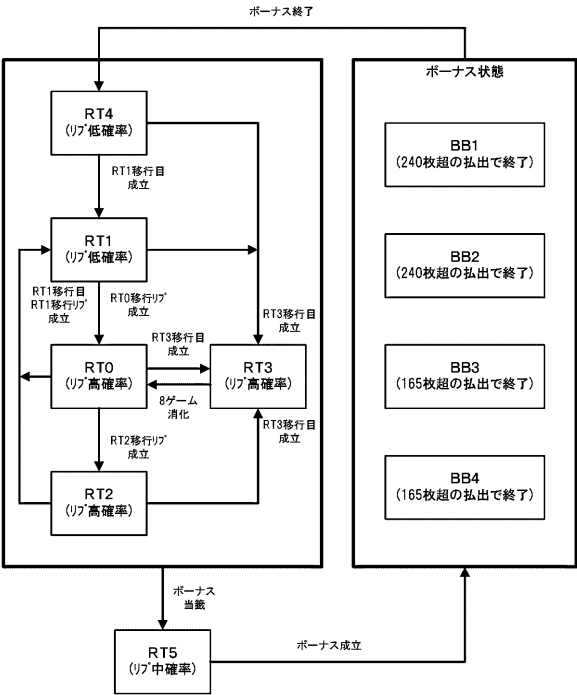 ボーナス終了
ボーナス状態
RT4
(ﾘﾌﾟ低確率)
RT1移行目
成立
RT1
(ﾘﾌﾟ低確率)
RT1移行目
RT1移行ﾘﾌﾟ
成立
RT0移行ﾘﾌﾟ
成立
RT3移行目
成立
RT0
(ﾘﾌﾟ高確率)
RT3移行目
成立
8ゲーム
消化
RT3
(ﾘﾌﾟ高確率)
RT3移行目
成立
RT2移行ﾘﾌﾟ
成立
RT2
(ﾘﾌﾟ高確率)
BB1
(240枚超の払出で終了)
BB2
(240枚超の払出で終了)
BB3
(165枚超の払出で終了)
BB4
(165枚超の払出で終了)
ボーナス
当籤
RT5
(ﾘﾌﾟ中確率)
ボーナス成立